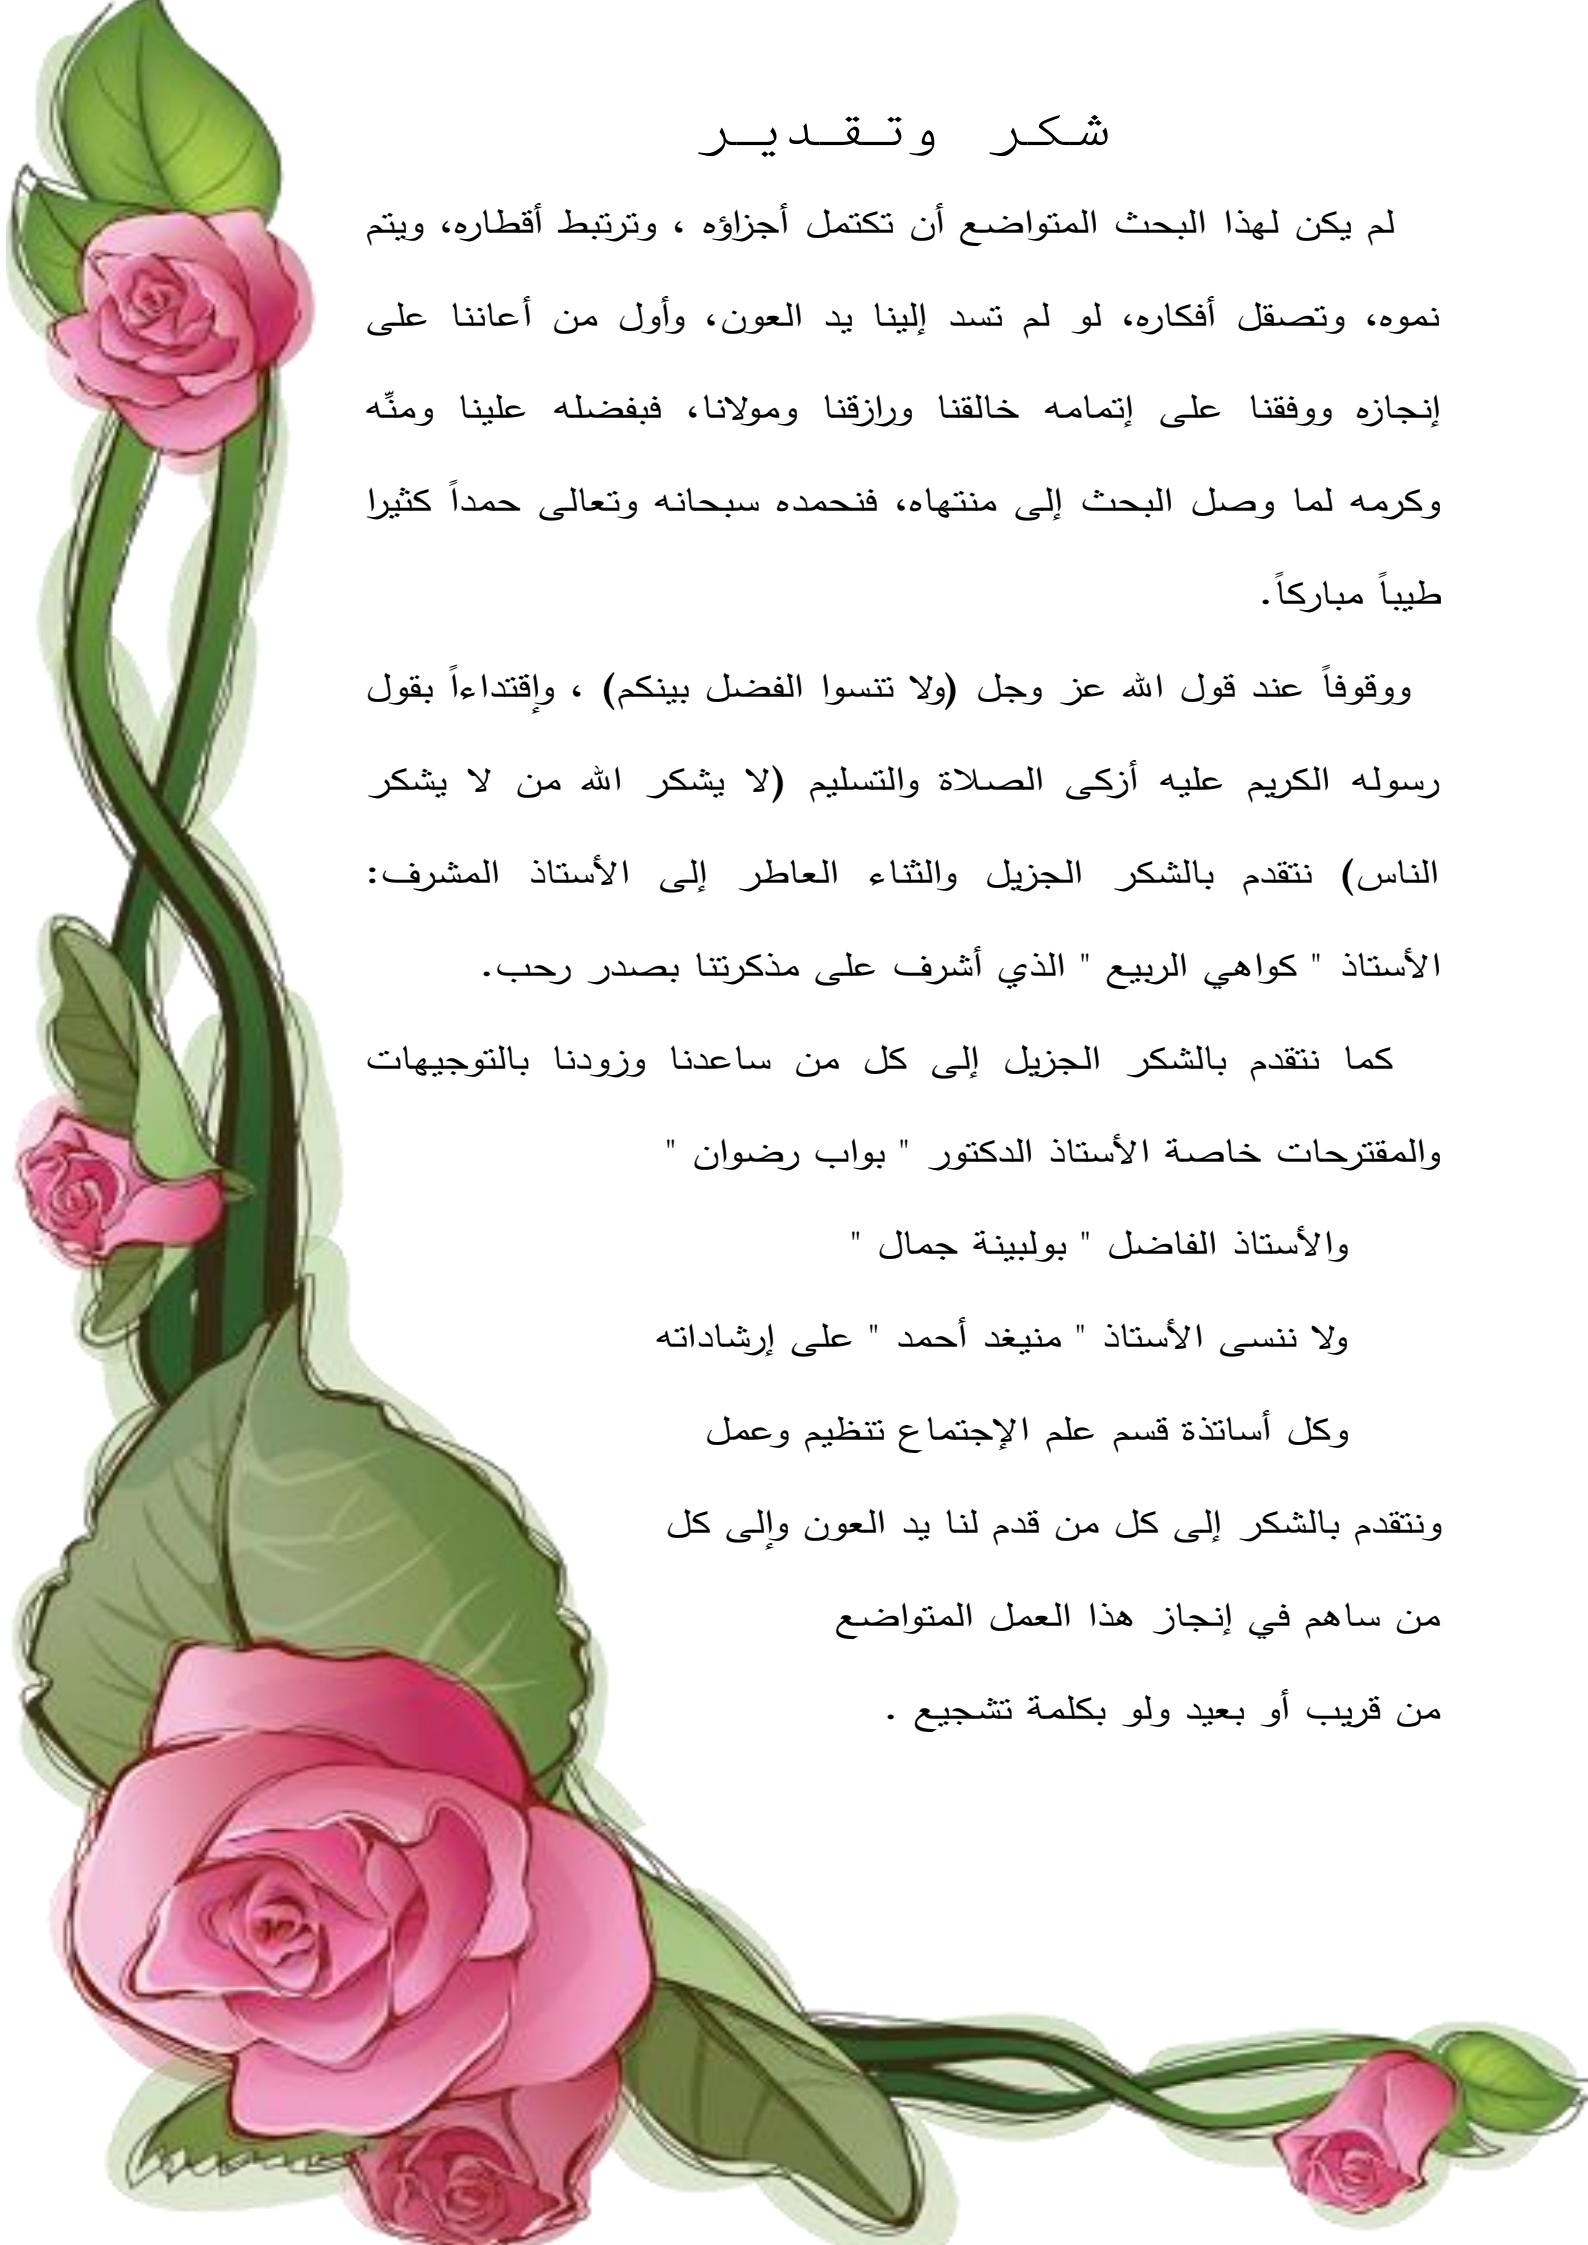 شكر وتقدير
لم يكن لهذا البحث المتواضع أن تكتمل أجزاؤه ، وترتبط أقطاره، ويتم
نموه، وتصقل أفكاره، لو لم تسد إلينا يد العون، وأول من أعاننا على
إنجازه ووفقنا على إتمامه خالقنا ورازقنا ومولانا، فبفضله علينا ومنِّه
وكرمه لما وصل البحث إلى منتهاه، فنحمده سبحانه وتعالى حمداً كثيرا
طيباً مباركاً.
ووقوفاً عند قول الله عز وجل (ولا تنسوا الفضل بينكم) ، وإقتداءاً بقول
رسوله الكريم عليه أزكى الصلاة والتسليم (لا يشكر الله من لا يشكر
الناس) نتقدم بالشكر الجزيل والثناء العاطر إلى الأستاذ المشرف:
الأستاذ " كواهي الربيع " الذي أشرف على مذكرتنا بصدر رحب.
كما نتقدم بالشكر الجزيل إلى كل من ساعدنا وزودنا بالتوجيهات
والمقترحات خاصة الأستاذ الدكتور " بواب رضوان "
والأستاذ الفاضل " بولبينة جمال "
ولا ننسى الأستاذ " منيغد أحمد " على إرشاداته
وكل أساتذة قسم علم الإجتماع تنظيم وعمل
ونتقدم بالشكر إلى كل من قدم لنا يد العون وإلى كل
من ساهم في إنجاز هذا العمل المتواضع
من قريب أو بعيد ولو بكلمة تشجيع .